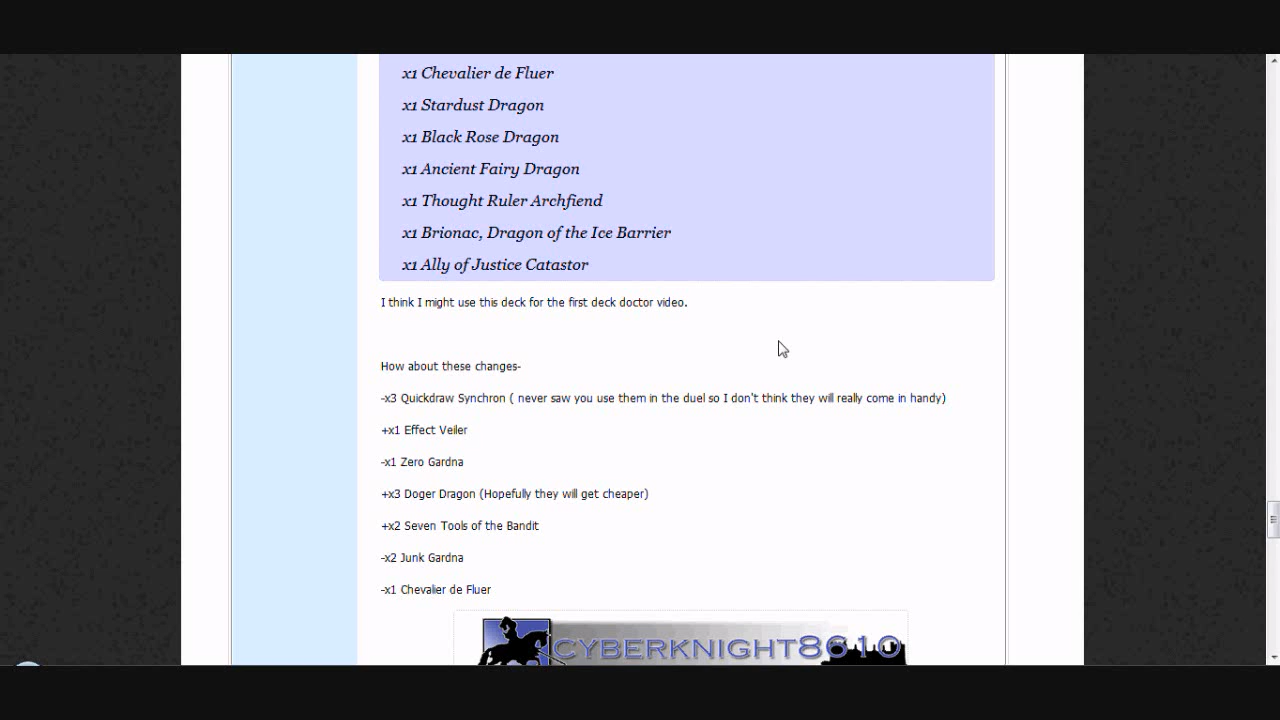 x1 Chevalier de Fluer
x1 Stardust Dragon
x1 Black Rose Dragon
x1 Ancient Fairy Dragon
x1 Thought Ruler Archfiend
x1 Brionac, Dragon of the Ice Barrier
x1 Ally of Justice Catastor
I think I might use this deck for the first deck doctor video.
How about these changes-
-x3 Quickdraw Synchron ( never saw you use them in the duel so I don't think they will really come in handy)
+x1 Effect Veiler
-x1 Zero Gardna
+x3 Doger Dragon (Hopefully they will get cheaper)
+x2 Seven Tools of the Bandit
-x2 Junk Gardna
-x1 Chevalier de Fluer
CYBERKNIGHT8610